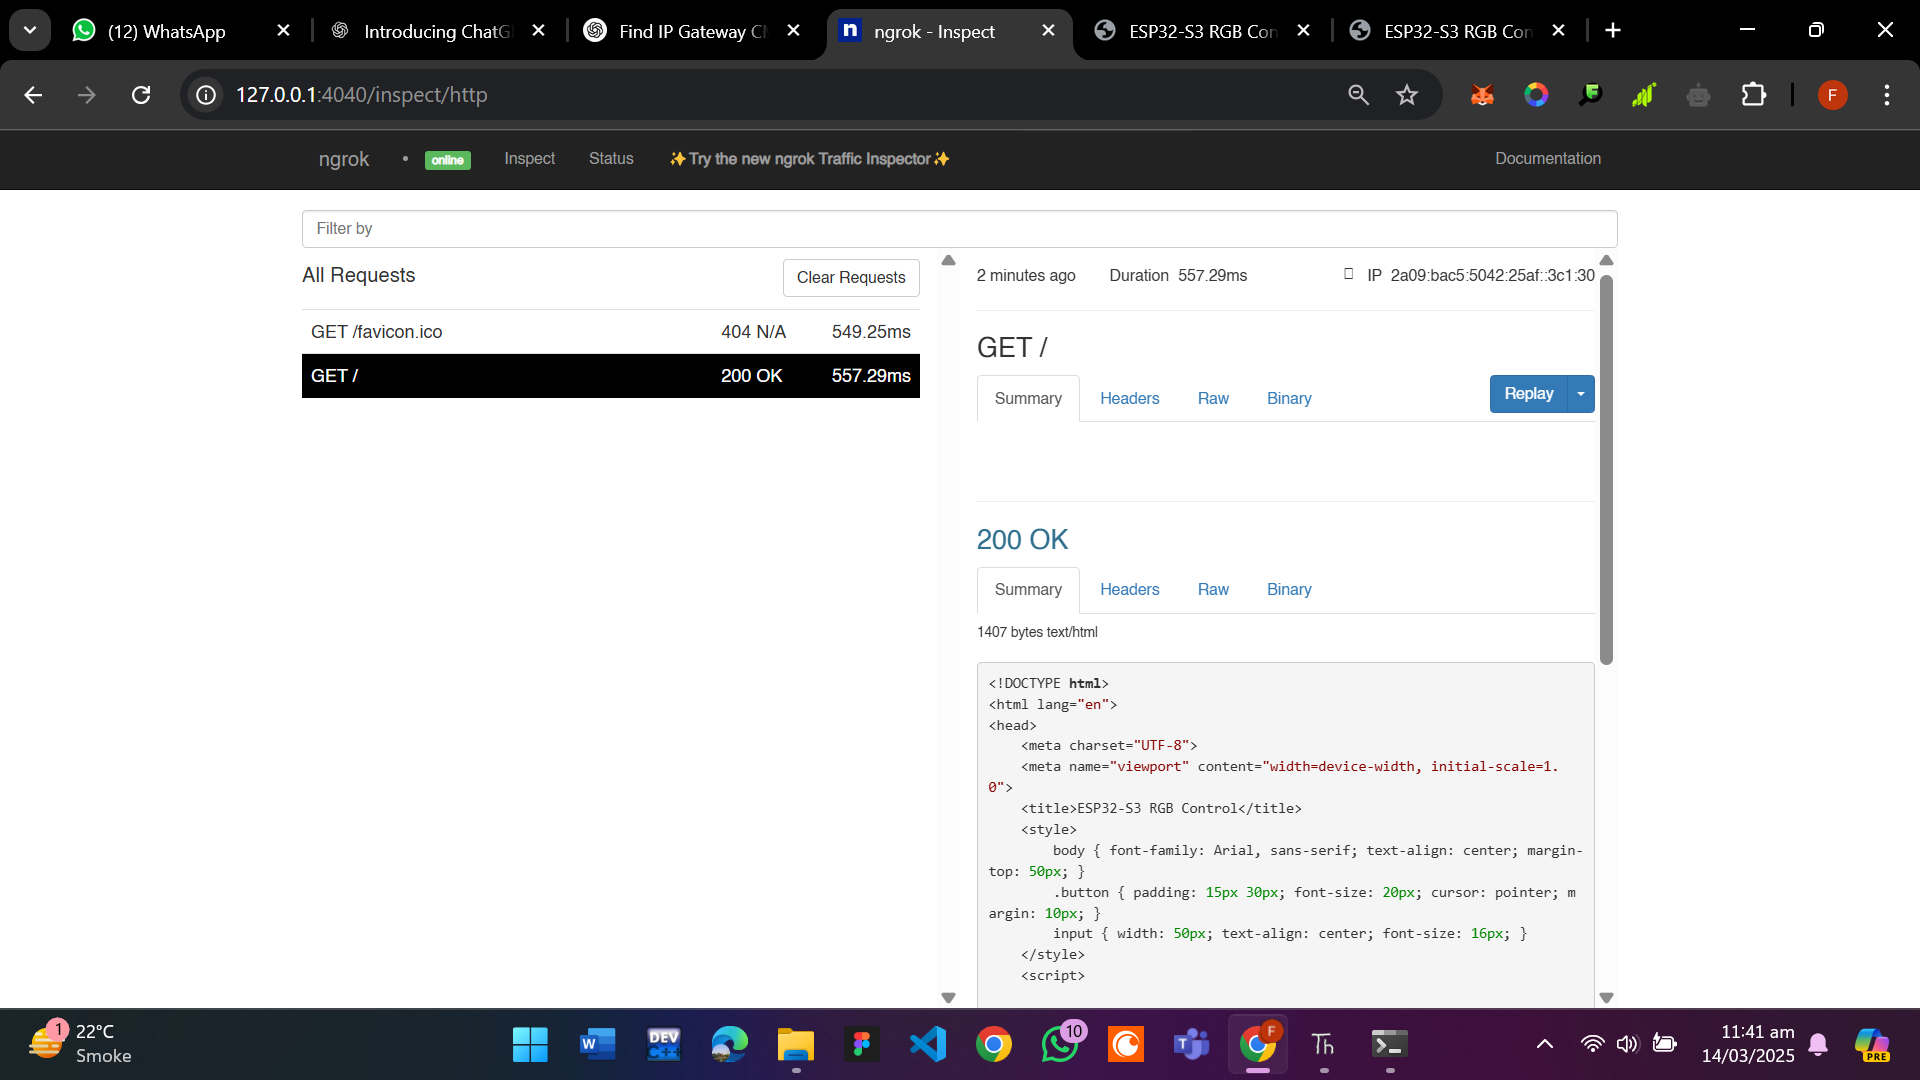 (12) WhatsApp
Introducing ChatG
Find IP Gateway C
ngrok - Inspect
ESP32-S3 RGB Con
ESP32-S3 RGB Con
127.0.0.1:4040/inspect/http
F
ngrok
online
Inspect
Status
✨Try the new ngrok Traffic Inspector✨
Documentation
Filter by
All Requests
Clear Requests
GET /favicon.ico 404 N/A 549.25ms
GET / 200 OK 557.29ms
2 minutes ago Duration 557.29ms IP 2a09:bac5:5042:25af::3c1:30
GET /
Summary Headers Raw Binary Replay
200 OK
Summary Headers Raw Binary
1407 bytes text/html
<!DOCTYPE html>
<html lang="en">
<head>
    <meta charset="UTF-8">
    <meta name="viewport" content="width=device-width, initial-scale=1.
0">
    <title>ESP32-S3 RGB Control</title>
    <style>
        body { font-family: Arial, sans-serif; text-align: center; margin-
top: 50px; }
        .button { padding: 15px 30px; font-size: 20px; cursor: pointer; m
argin: 10px; }
        input { width: 50px; text-align: center; font-size: 16px; }
    </style>
    <script>
1
22°C
Smoke
W
DEV
C++
10
T
F
Th
11:41 am
14/03/2025
PRE